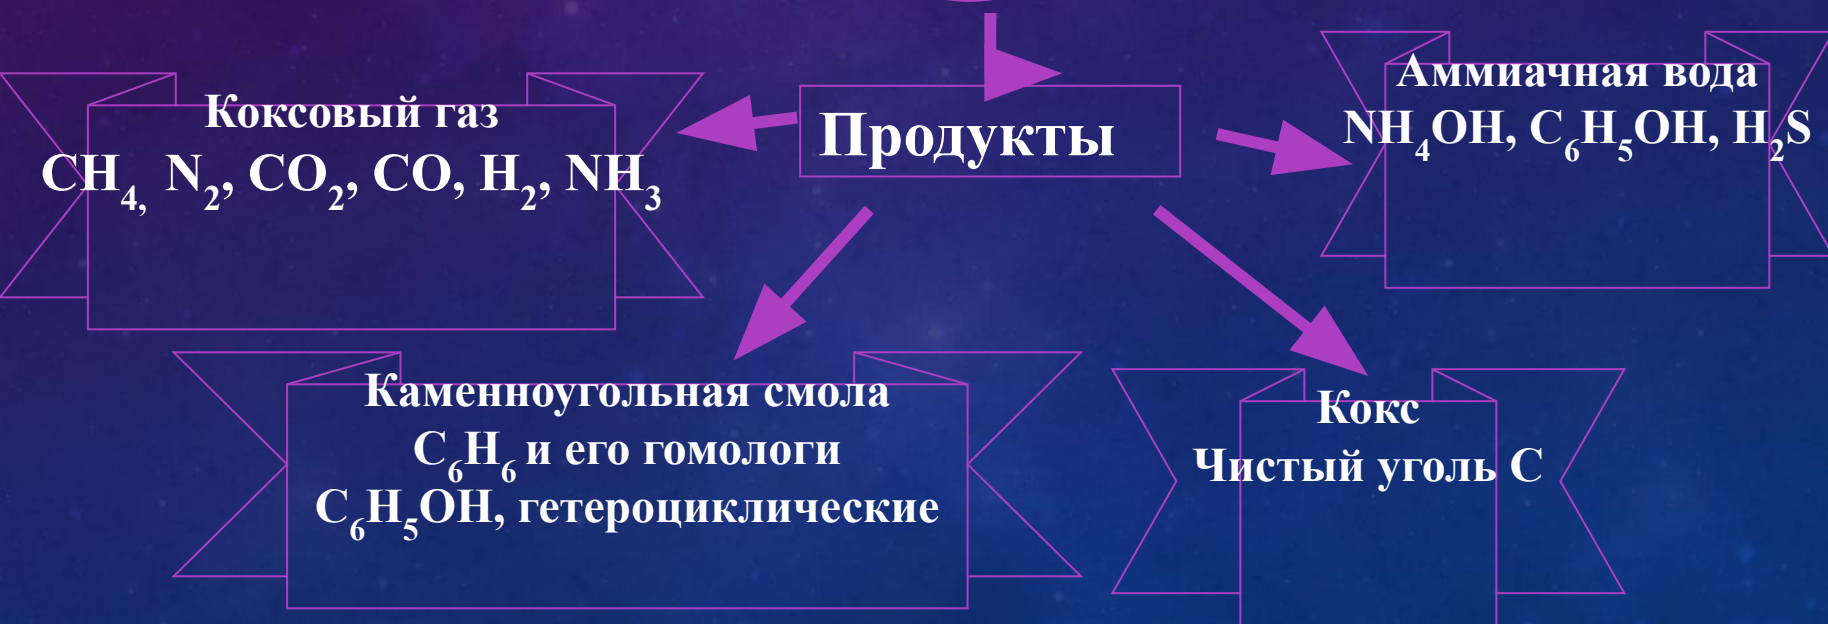 Продукты
Коксовый газ
CH4, N2, CO2, CO, H2, NH3
Аммиачная вода
NH4OH, C6H5OH, H2S
Каменноугольная смола
C6H6 и его гомологи
C6H5OH, гетероциклические
Кокс
Чистый уголь С